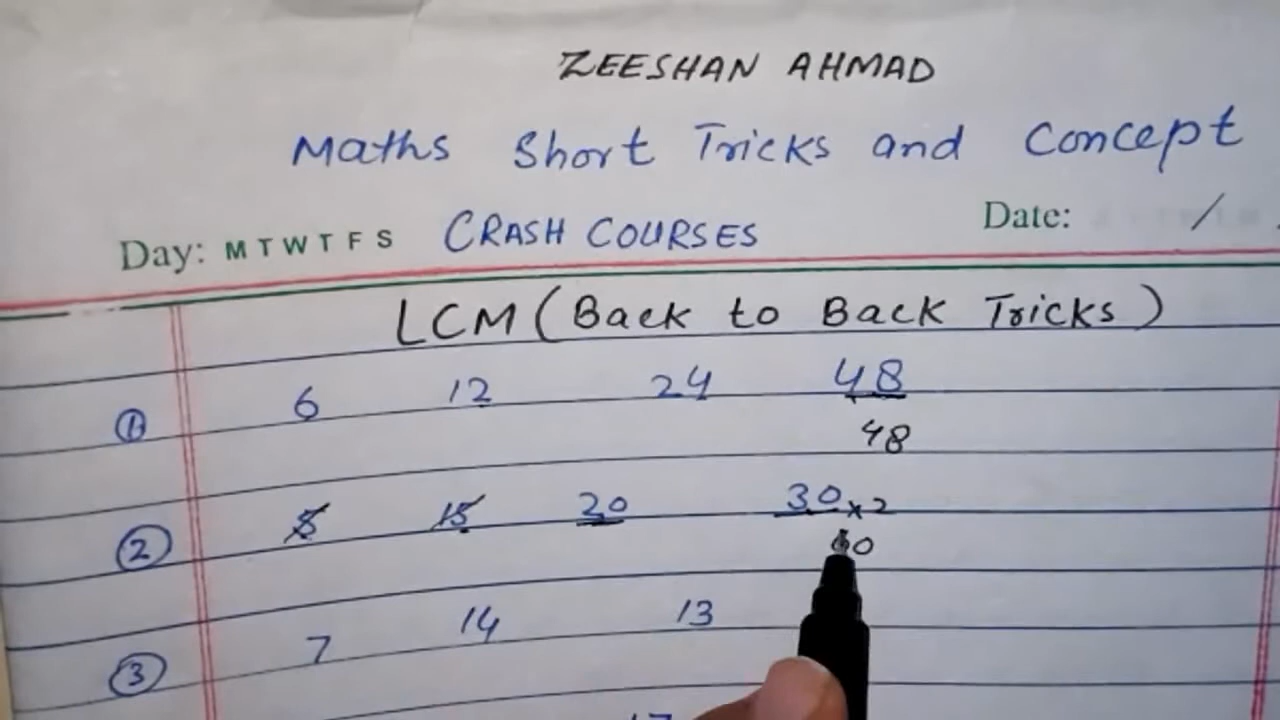 ZEESHAN AHMAD
Maths Short Tricks and Concept
Day: M T W T F S CRASH COURSES Date: /
LCM (Back to Back Tricks)
① 6 12 24 48
48
② 5 15 20 30 x 2
60
③ 7 14 13